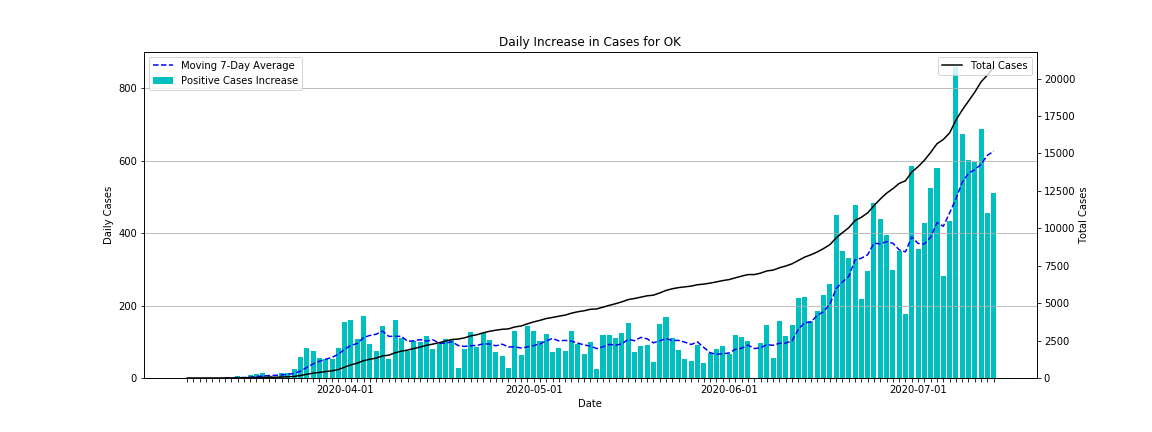 Daily Increase in Cases for OK
Moving 7-Day Average
Positive Cases Increase
Total Cases
800
600
400
200
0
Daily Cases
20000
17500
15000
12500
10000
7500
5000
2500
0
Total Cases
2020-04-01
2020-05-01
2020-06-01
2020-07-01
Date